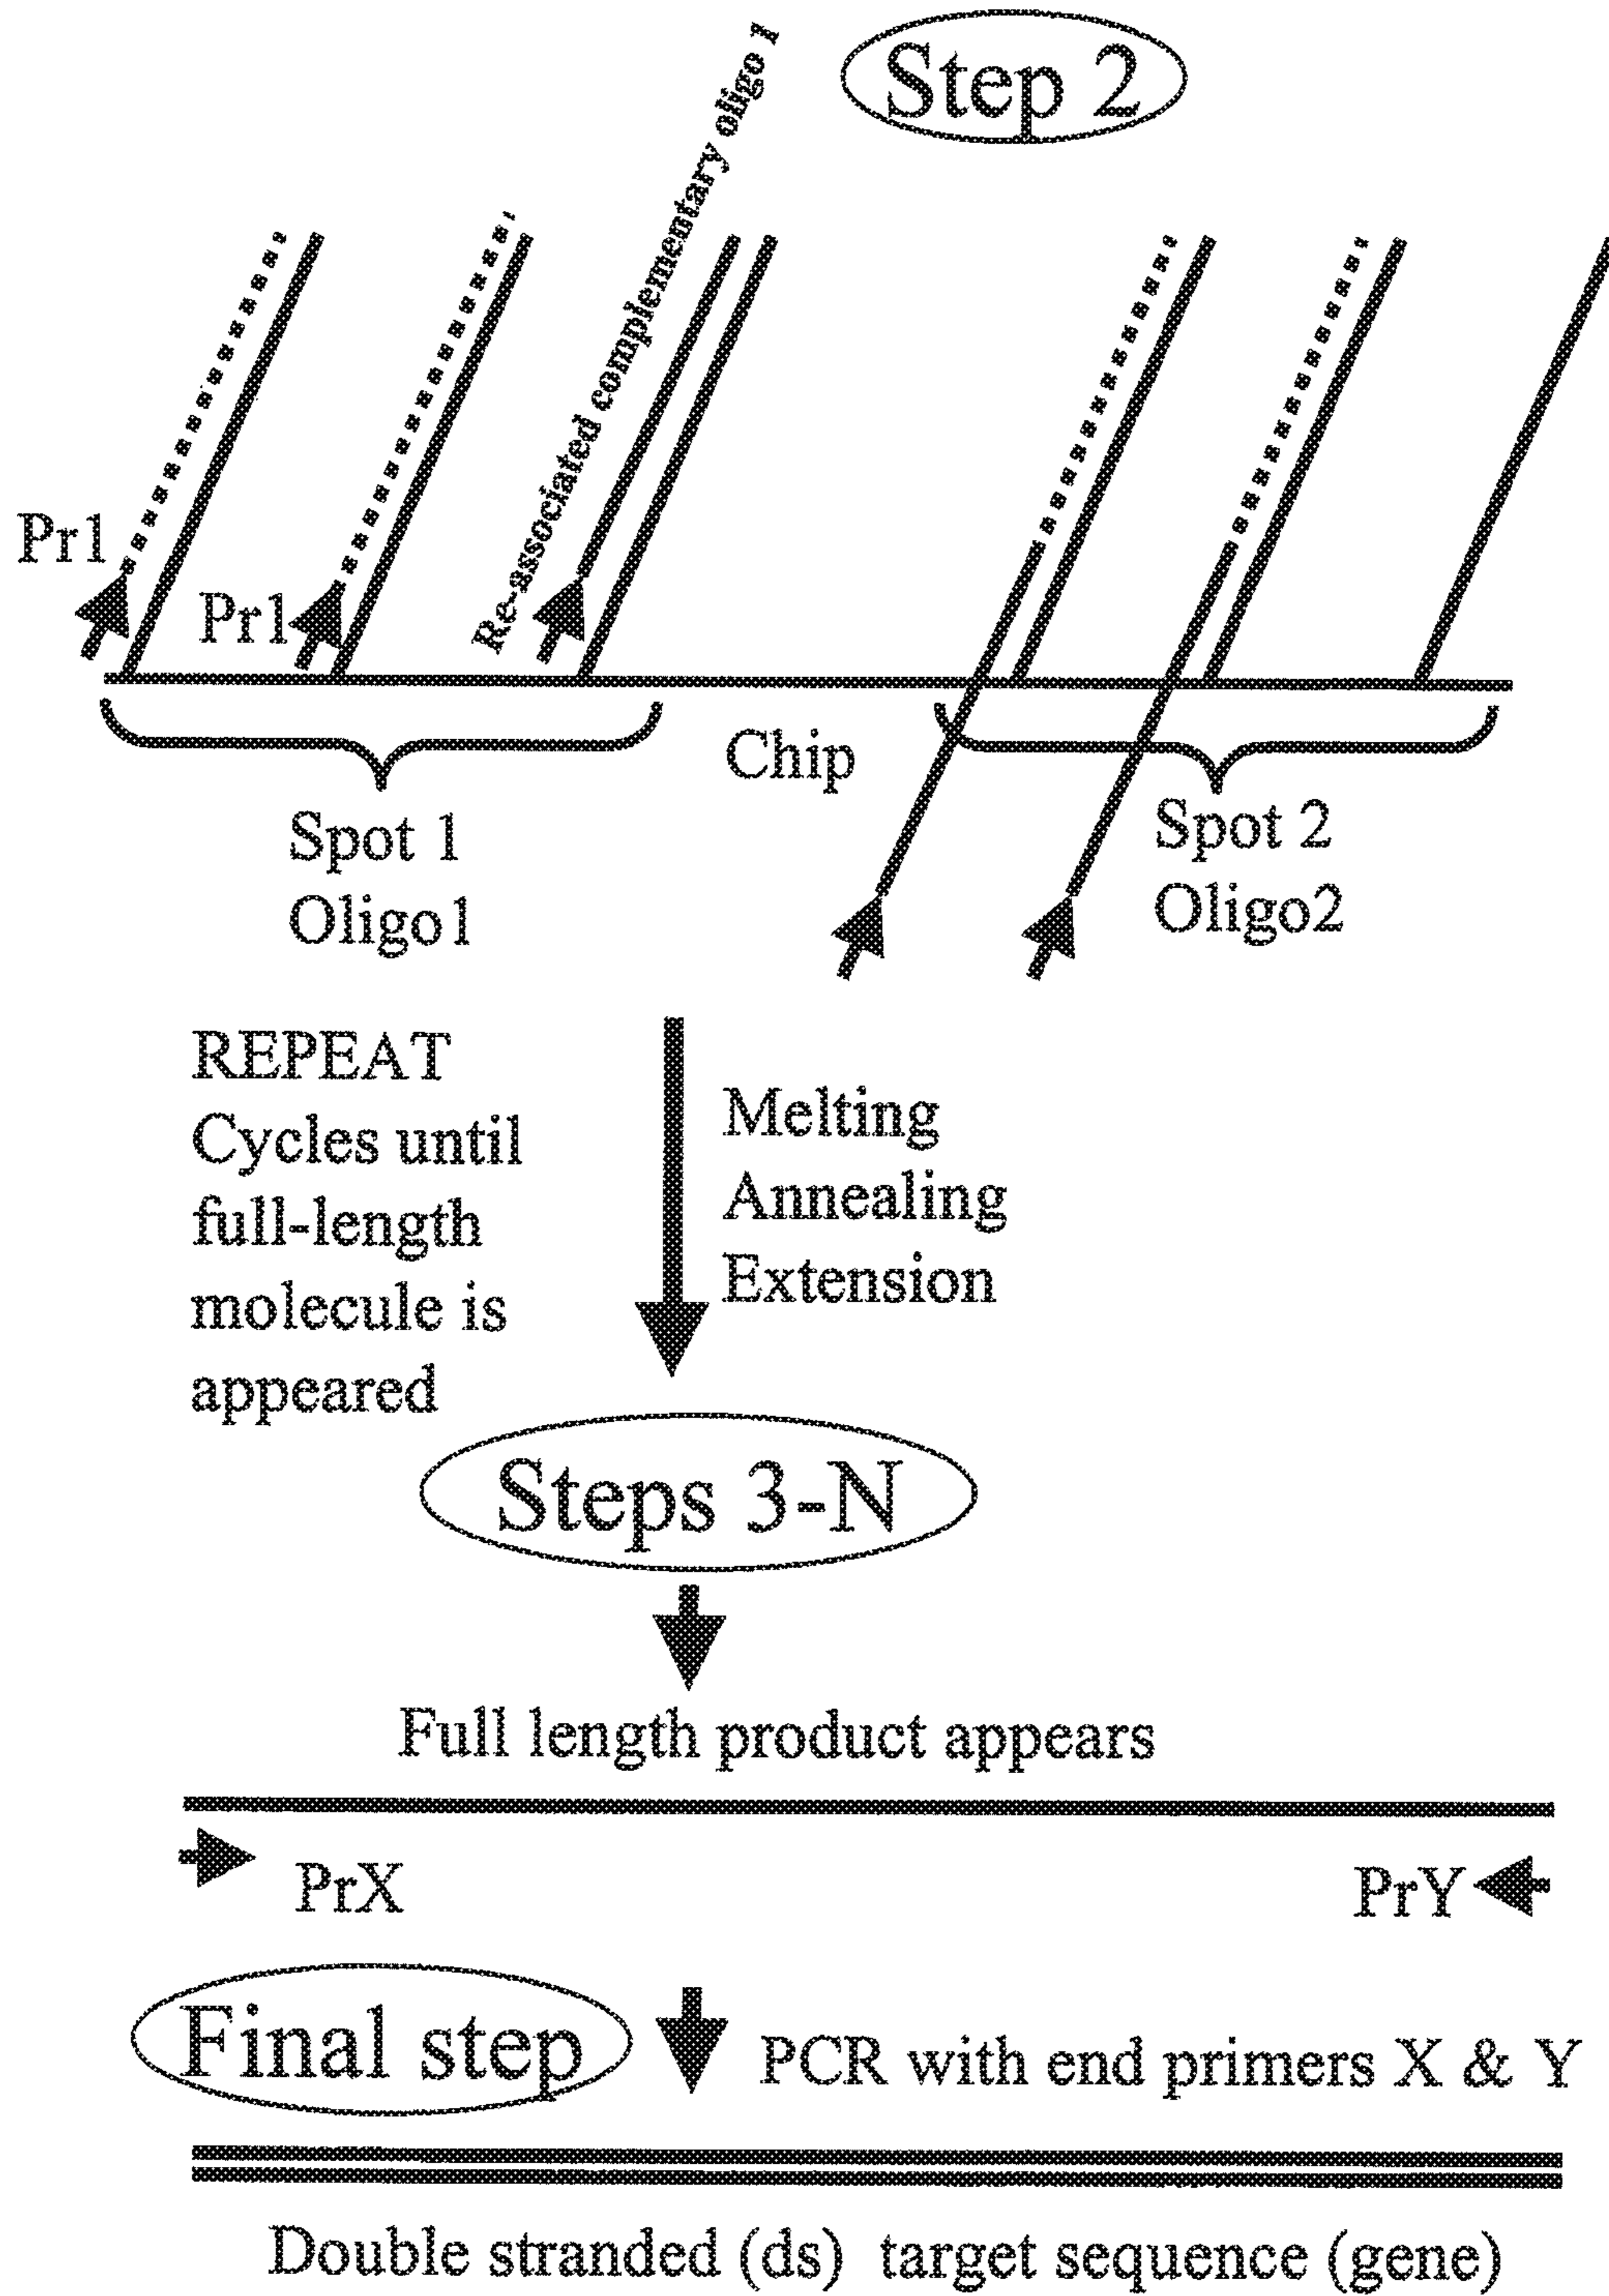 Step 2
Re-associated complementary oligo 1
Pr1
Pr1
Chip
Spot 1
Oligo1
Spot 2
Oligo2
REPEAT
Cycles until
full-length
molecule is
appeared
Melting
Annealing
Extension
Steps 3-N
Full length product appears
PrX
PrY
Final step
PCR with end primers X & Y
Double stranded (ds) target sequence (gene)